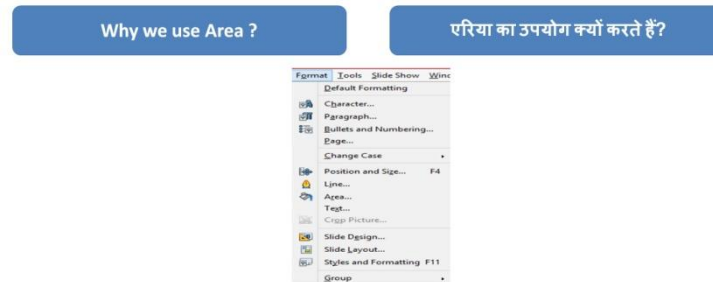 Why we use Area ?
एरिया का उपयोग क्यों करते हैं?
Format Tools Slide Show Winc
Default Formatting
Character...
Paragraph...
Bullets and Numbering...
Page...
Change Case
Position and Size... F4
Line...
Area...
Text...
Crop Picture...
Slide Design...
Slide Layout...
Styles and Formatting F11
Group